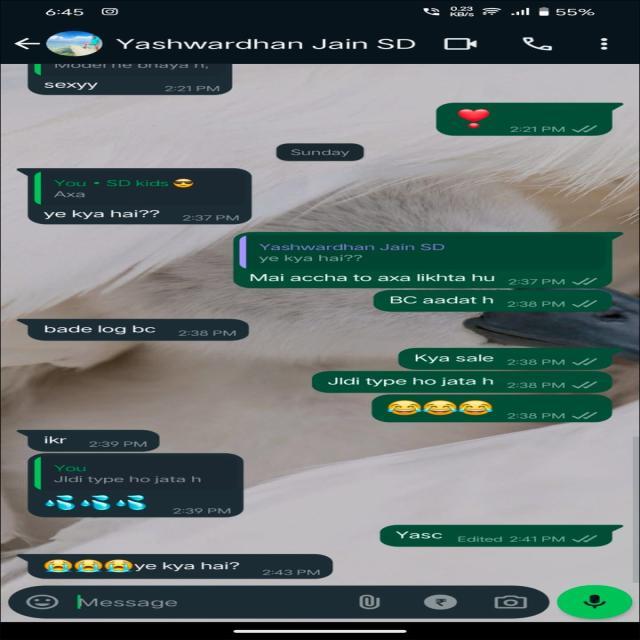 6:45
0.23 KB/s
55%
Yashwardhan Jain SD
Model ne bhaya h,
sexyy
2:21 PM
2:21 PM
Sunday
You • SD kids 😎
Axa
ye kya hai??
2:37 PM
Yashwardhan Jain SD
ye kya hai??
Mai accha to axa likhta hu
2:37 PM
BC aadat h
2:38 PM
bade log bc
2:38 PM
Kya sale
2:38 PM
Jldi type ho jata h
2:38 PM
😂😂😂
2:38 PM
ikr
2:39 PM
You
Jldi type ho jata h
💦💦💦
2:39 PM
Yasc
Edited 2:41 PM
😭😭😭ye kya hai?
2:43 PM
Message